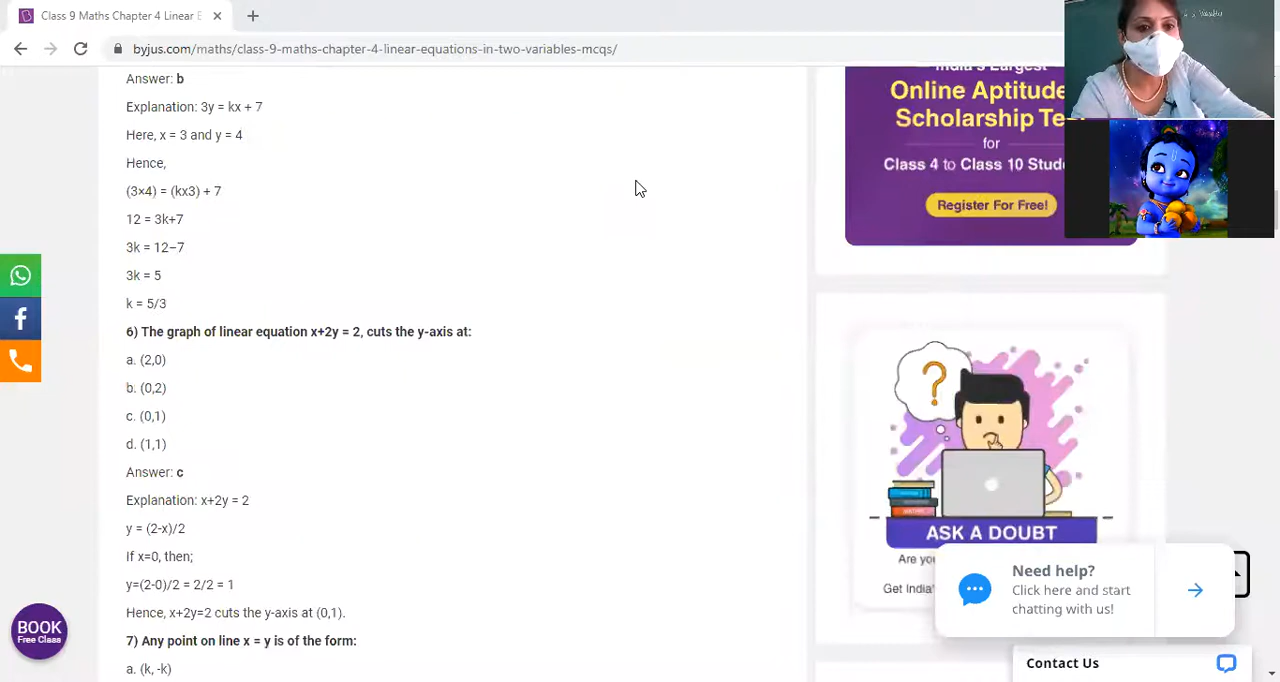 Class 9 Maths Chapter 4 Linear E
byjus.com/maths/class-9-maths-chapter-4-linear-equations-in-two-variables-mcqs/
Answer: b
Explanation: 3y = kx + 7
Here, x = 3 and y = 4
Hence,
(3×4) = (kx3) + 7
12 = 3k+7
3k = 12–7
3k = 5
k = 5/3
6) The graph of linear equation x+2y = 2, cuts the y-axis at:
a. (2,0)
b. (0,2)
c. (0,1)
d. (1,1)
Answer: c
Explanation: x+2y = 2
y = (2-x)/2
If x=0, then;
y=(2-0)/2 = 2/2 = 1
Hence, x+2y=2 cuts the y-axis at (0,1).
7) Any point on line x = y is of the form:
a. (k, -k)
BOOK
Free Class
India's Largest
Online Aptitude
Scholarship Te
for
Class 4 to Class 10 Stud
Register For Free!
?
ASK A DOUBT
Are you
Get India'
Need help?
Click here and start
chatting with us!
Contact Us